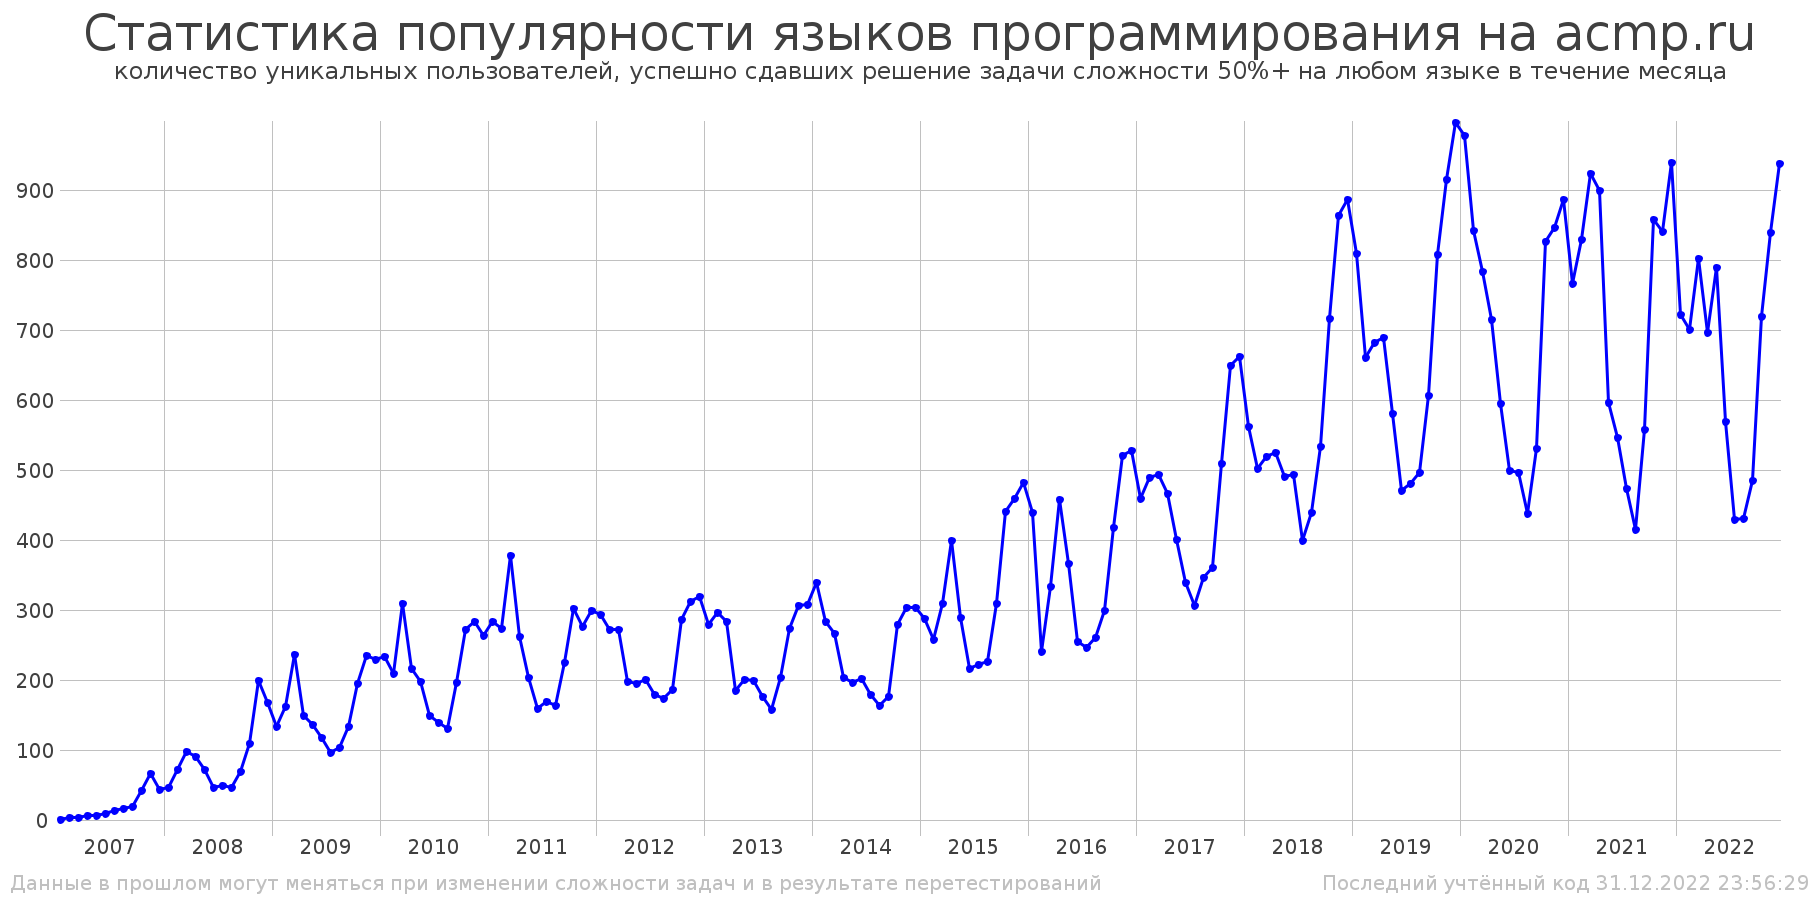 Статистика популярности языков программирования на acmp.ru
количество уникальных пользователей, успешно сдавших решение задачи сложности 50%+ на любом языке в течение месяца
900
800
700
600
500
400
300
200
100
0
2007 2008 2009 2010 2011 2012 2013 2014 2015 2016 2017 2018 2019 2020 2021 2022
Данные в прошлом могут меняться при изменении сложности задач и в результате перетестирований
Последний учтённый код 31.12.2022 23:56:29